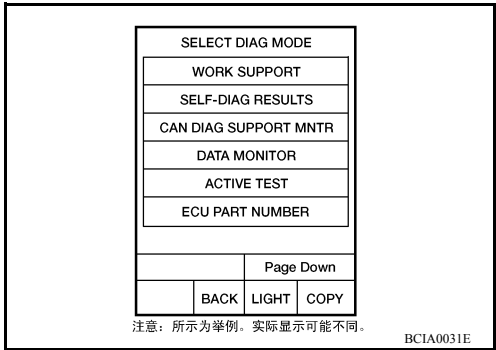 SELECT DIAG MODE
WORK SUPPORT
SELF-DIAG RESULTS
CAN DIAG SUPPORT MNTR
DATA MONITOR
ACTIVE TEST
ECU PART NUMBER
Page Down
BACK LIGHT COPY
注意：所示为举例。实际显示可能不同。
BCIA0031E